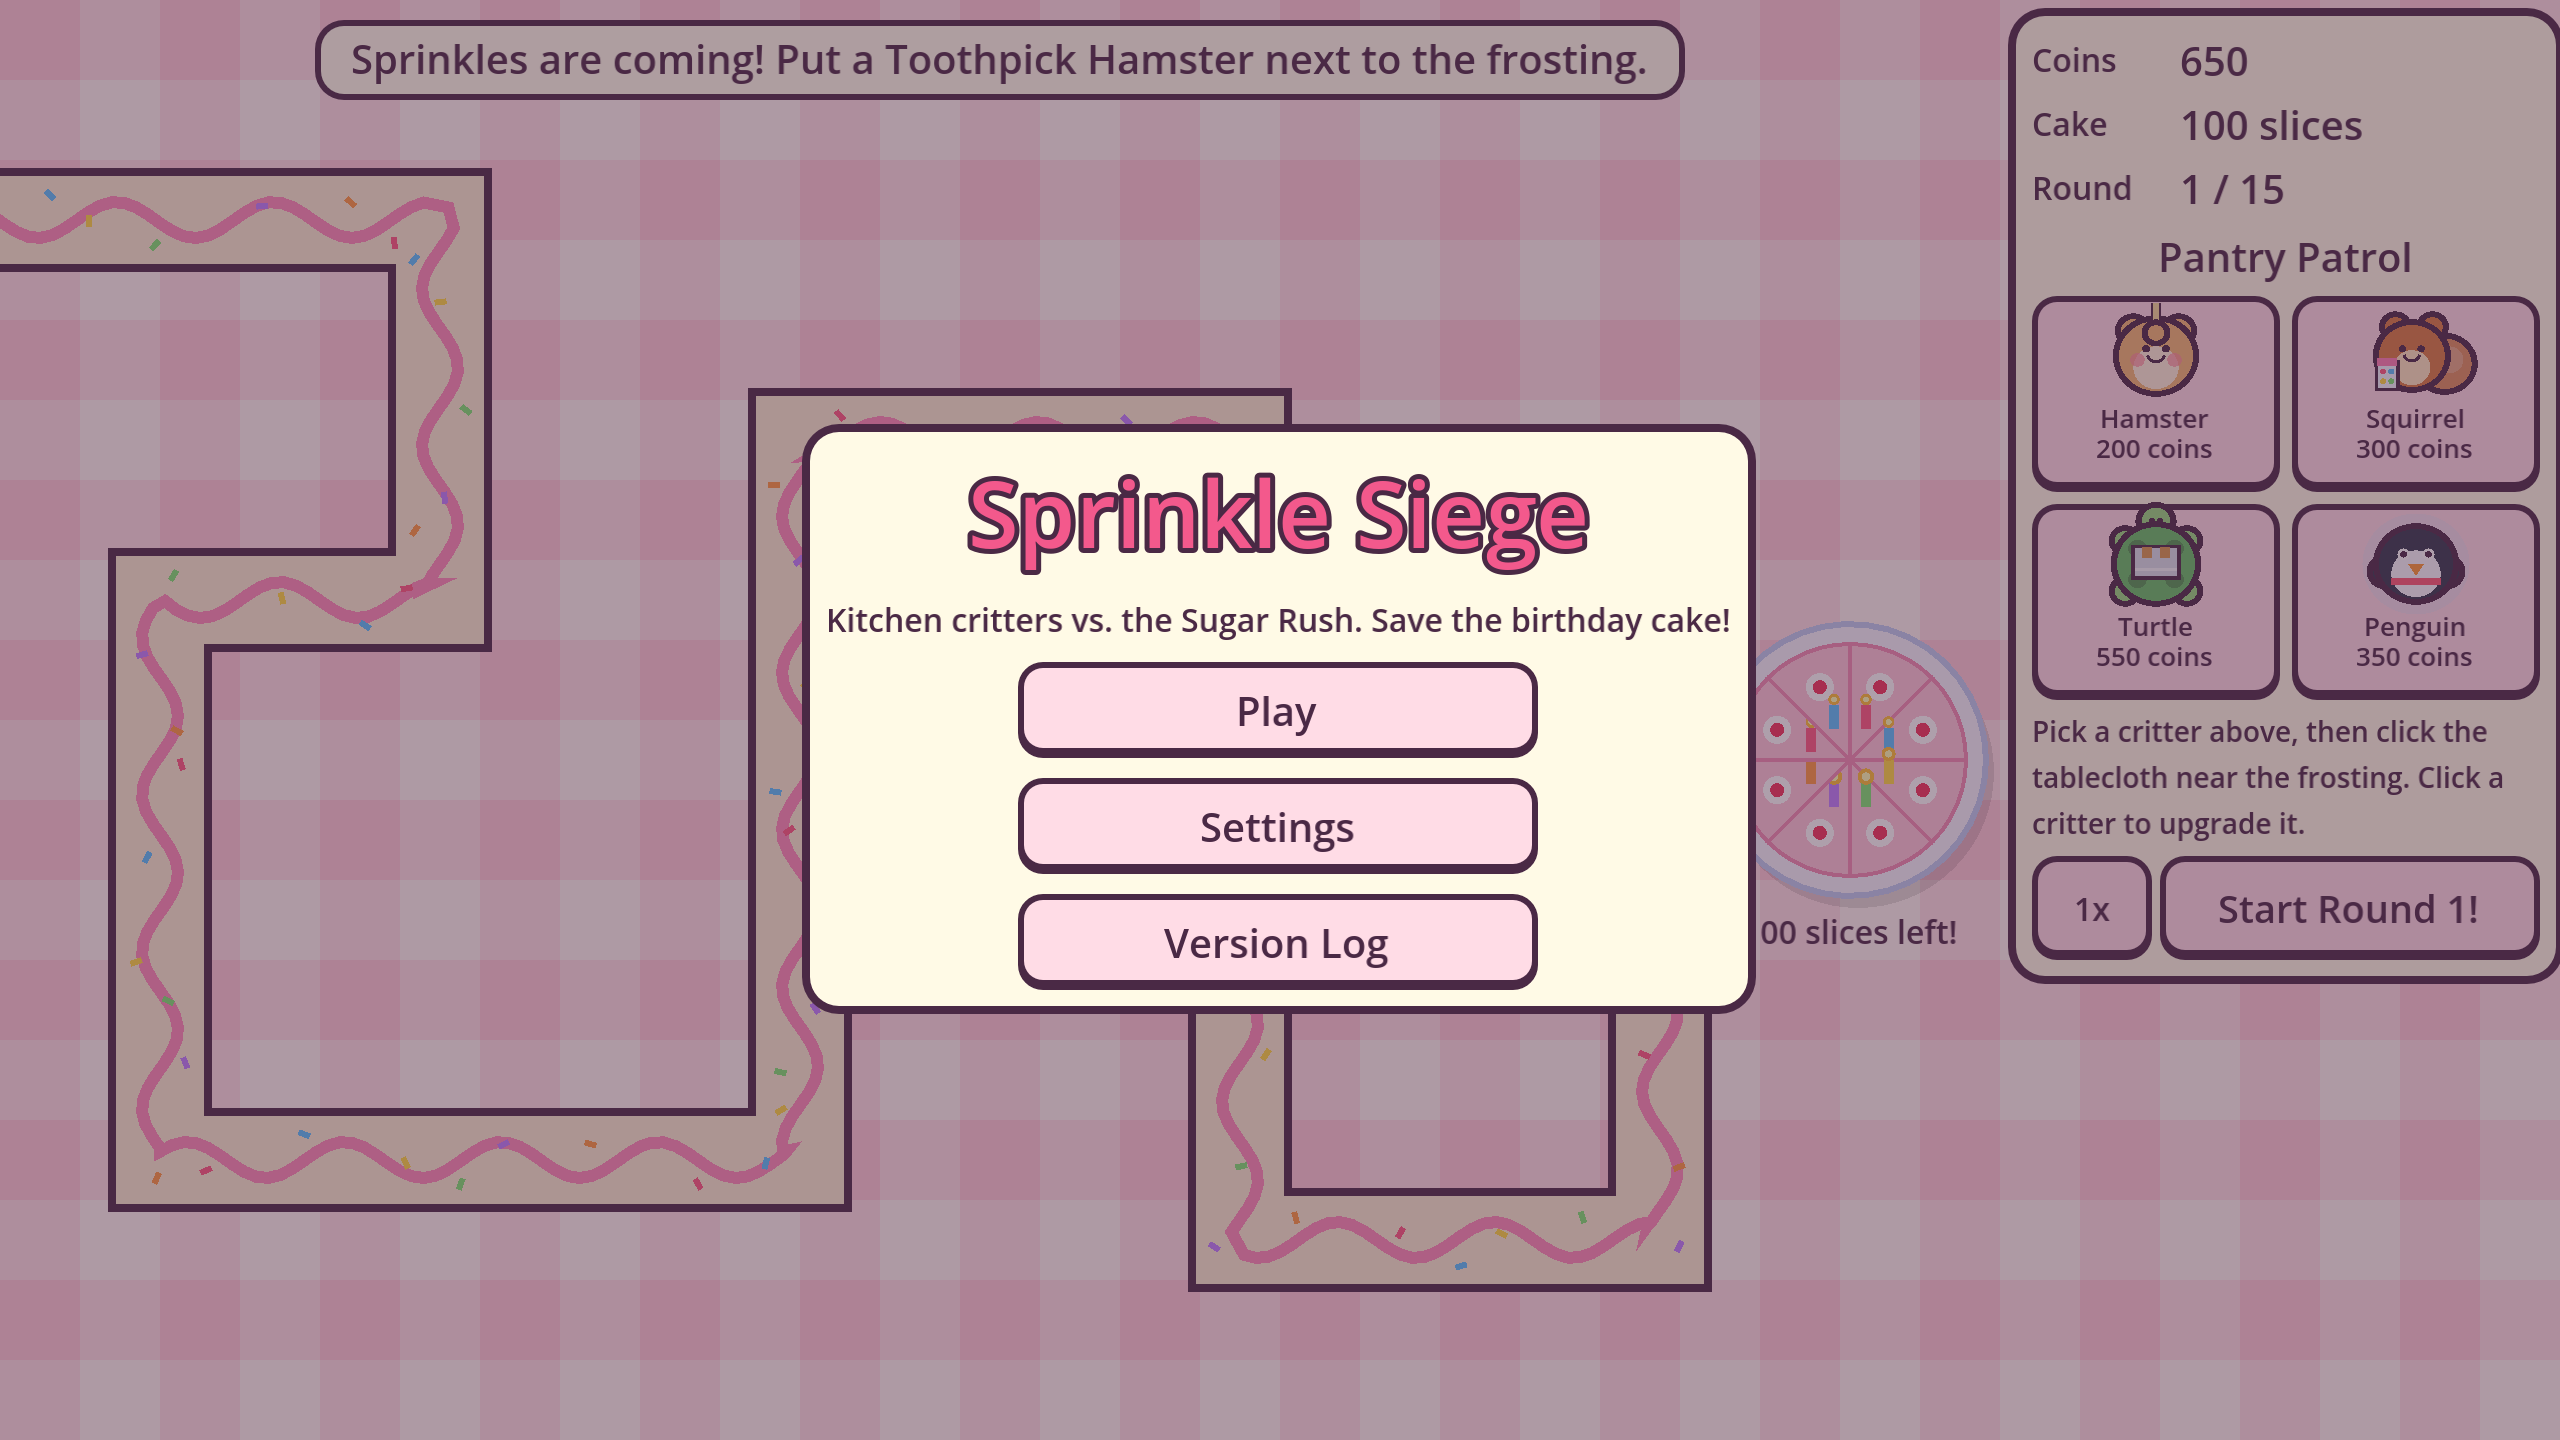 Sprinkles are coming! Put a Toothpick Hamster next to the frosting.
Coins 650
Cake 100 slices
Round 1 / 15
Pantry Patrol
Hamster
200 coins
Squirrel
300 coins
Turtle
550 coins
Penguin
350 coins
Pick a critter above, then click the
tablecloth near the frosting. Click a
critter to upgrade it.
1x
Start Round 1!
Sprinkle Siege
Kitchen critters vs. the Sugar Rush. Save the birthday cake!
Play
Settings
Version Log
00 slices left!